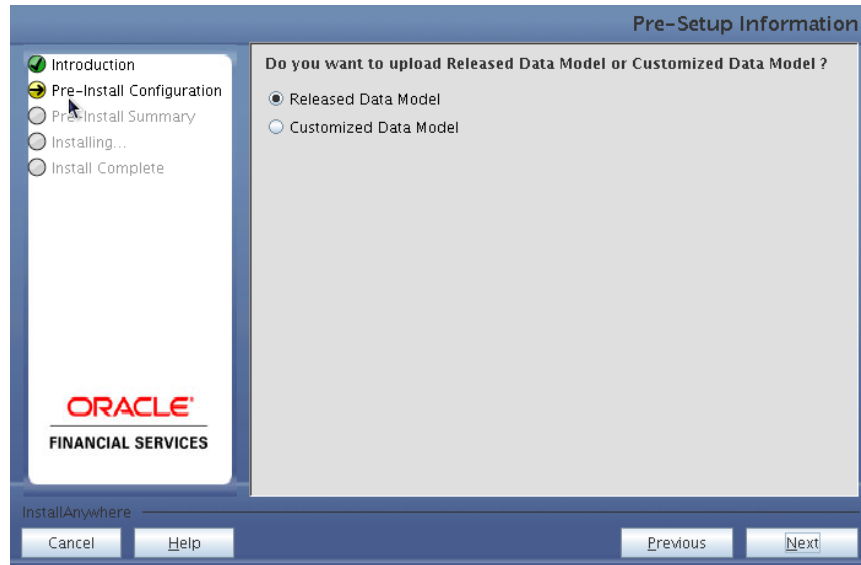 Pre-Setup Information
Introduction
Pre-Install Configuration
Pre-Install Summary
Installing...
Install Complete
ORACLE
FINANCIAL SERVICES
Do you want to upload Released Data Model or Customized Data Model ?
Released Data Model
Customized Data Model
InstallAnywhere
Cancel
Help
Previous
Next